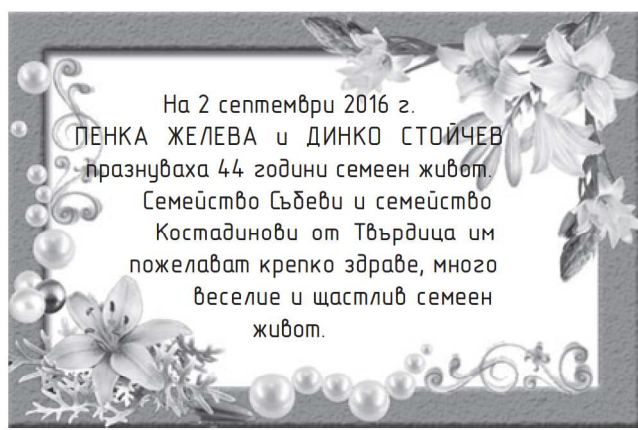 На 2 септември 2016 г.
ПЕНКА ЖЕЛЕВА и ДИНКО СТОЙЧЕВ
празнуваха 44 години семеен живот.
Семейство Събеви и семейство
Костадинови от Твърдица им
пожелават крепко здраве, много
веселие и щастлив семеен
живот.